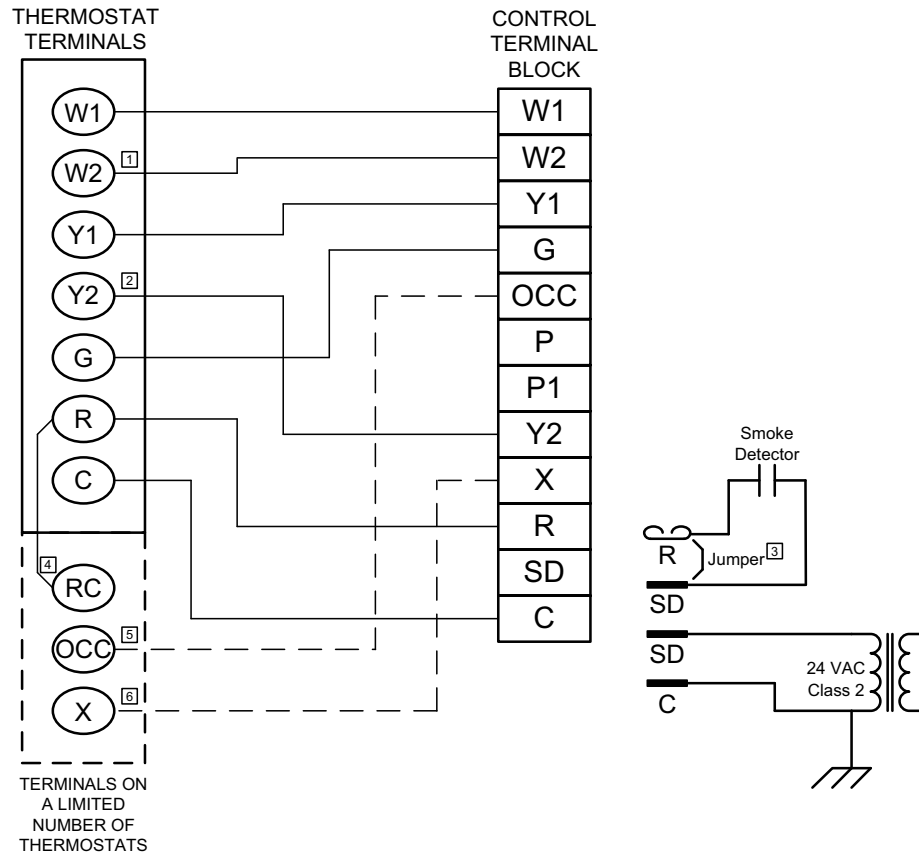 THERMOSTAT
TERMINALS
W1
W2 1
Y1
Y2 2
G
R
C
4
RC
OCC 5
X 6
TERMINALS ON
A LIMITED
NUMBER OF
THERMOSTATS
CONTROL
TERMINAL
BLOCK
W1
W2
Y1
G
OCC
P
P1
Y2
X
R
SD
C
Smoke
Detector
R
Jumper 3
SD
SD
C
24 VAC
Class 2